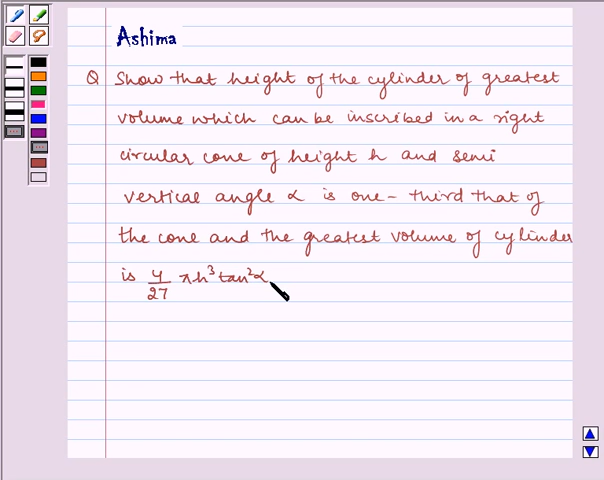 Ashima
Q Show that height of the cylinder of greatest
volume which can be inscribed in a right
circular cone of height h and semi
vertical angle α is one-third that of
the cone and the greatest volume of cylinder
is 4/27 πh³ tan²α